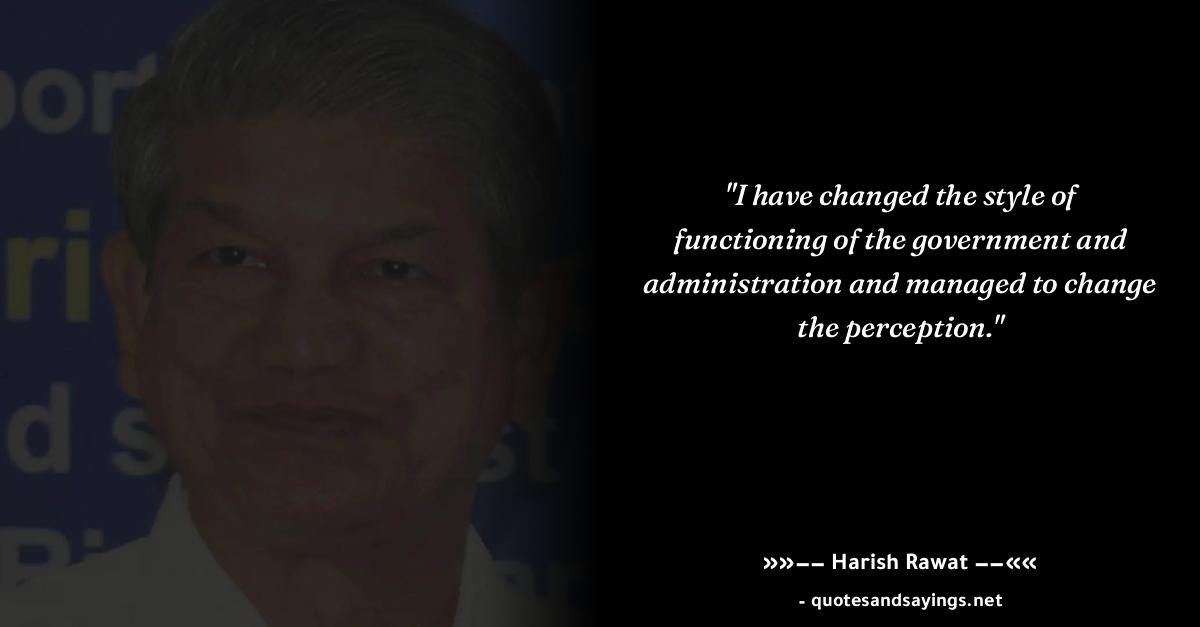 "I have changed the style of
functioning of the government and
administration and managed to change
the perception."
»»—— Harish Rawat ——««
- quotesandsayings.net